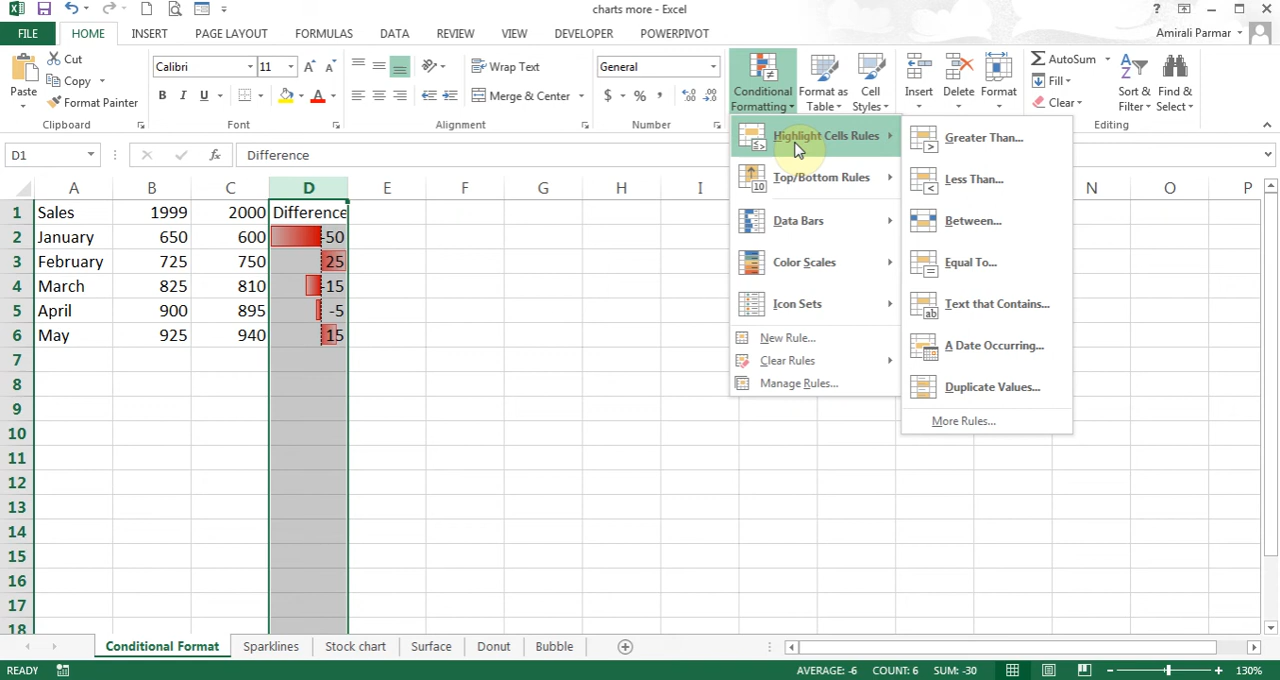 charts more - Excel
?
FILE HOME INSERT PAGE LAYOUT FORMULAS DATA REVIEW VIEW DEVELOPER POWERPIVOT Amirali Parmar
Paste
Cut
Copy
Format Painter
Clipboard
Calibri 11
B I U
Font
Wrap Text
Merge & Center
Alignment
General
$ % ,
Number
Conditional Formatting
Format as Table
Cell Styles
Insert
Delete
Format
AutoSum
Fill
Clear
Sort & Filter
Find & Select
Editing
Highlight Cells Rules
Top/Bottom Rules
Data Bars
Color Scales
Icon Sets
New Rule...
Clear Rules
Manage Rules...
Greater Than...
Less Than...
Between...
Equal To...
Text that Contains...
A Date Occurring...
Duplicate Values...
More Rules...
D1 fx Difference
A B C D E F G H I N O P
1 Sales 1999 2000 Difference
2 January 650 600 -50
3 February 725 750 25
4 March 825 810 -15
5 April 900 895 -5
6 May 925 940 15
7
8
9
10
11
12
13
14
15
16
17
18
Conditional Format Sparklines Stock chart Surface Donut Bubble
READY AVERAGE: -6 COUNT: 6 SUM: -30 130%